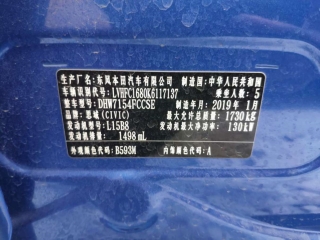 东风本田汽车有限公司 制造国:中华人民共和国
车辆识别代号:LVHFC1680K6117137 乘坐人数:5
整车型号:DHW7154FCCSE 制造年月:2019年 1月
品牌:思域(CIVIC) 最大允许总质量:1730kg
发动机型号:L15B8 发动机最大净功率:130kW
发动机排量:1498mL
外观颜色代码:B593M 内饰颜色代码:A